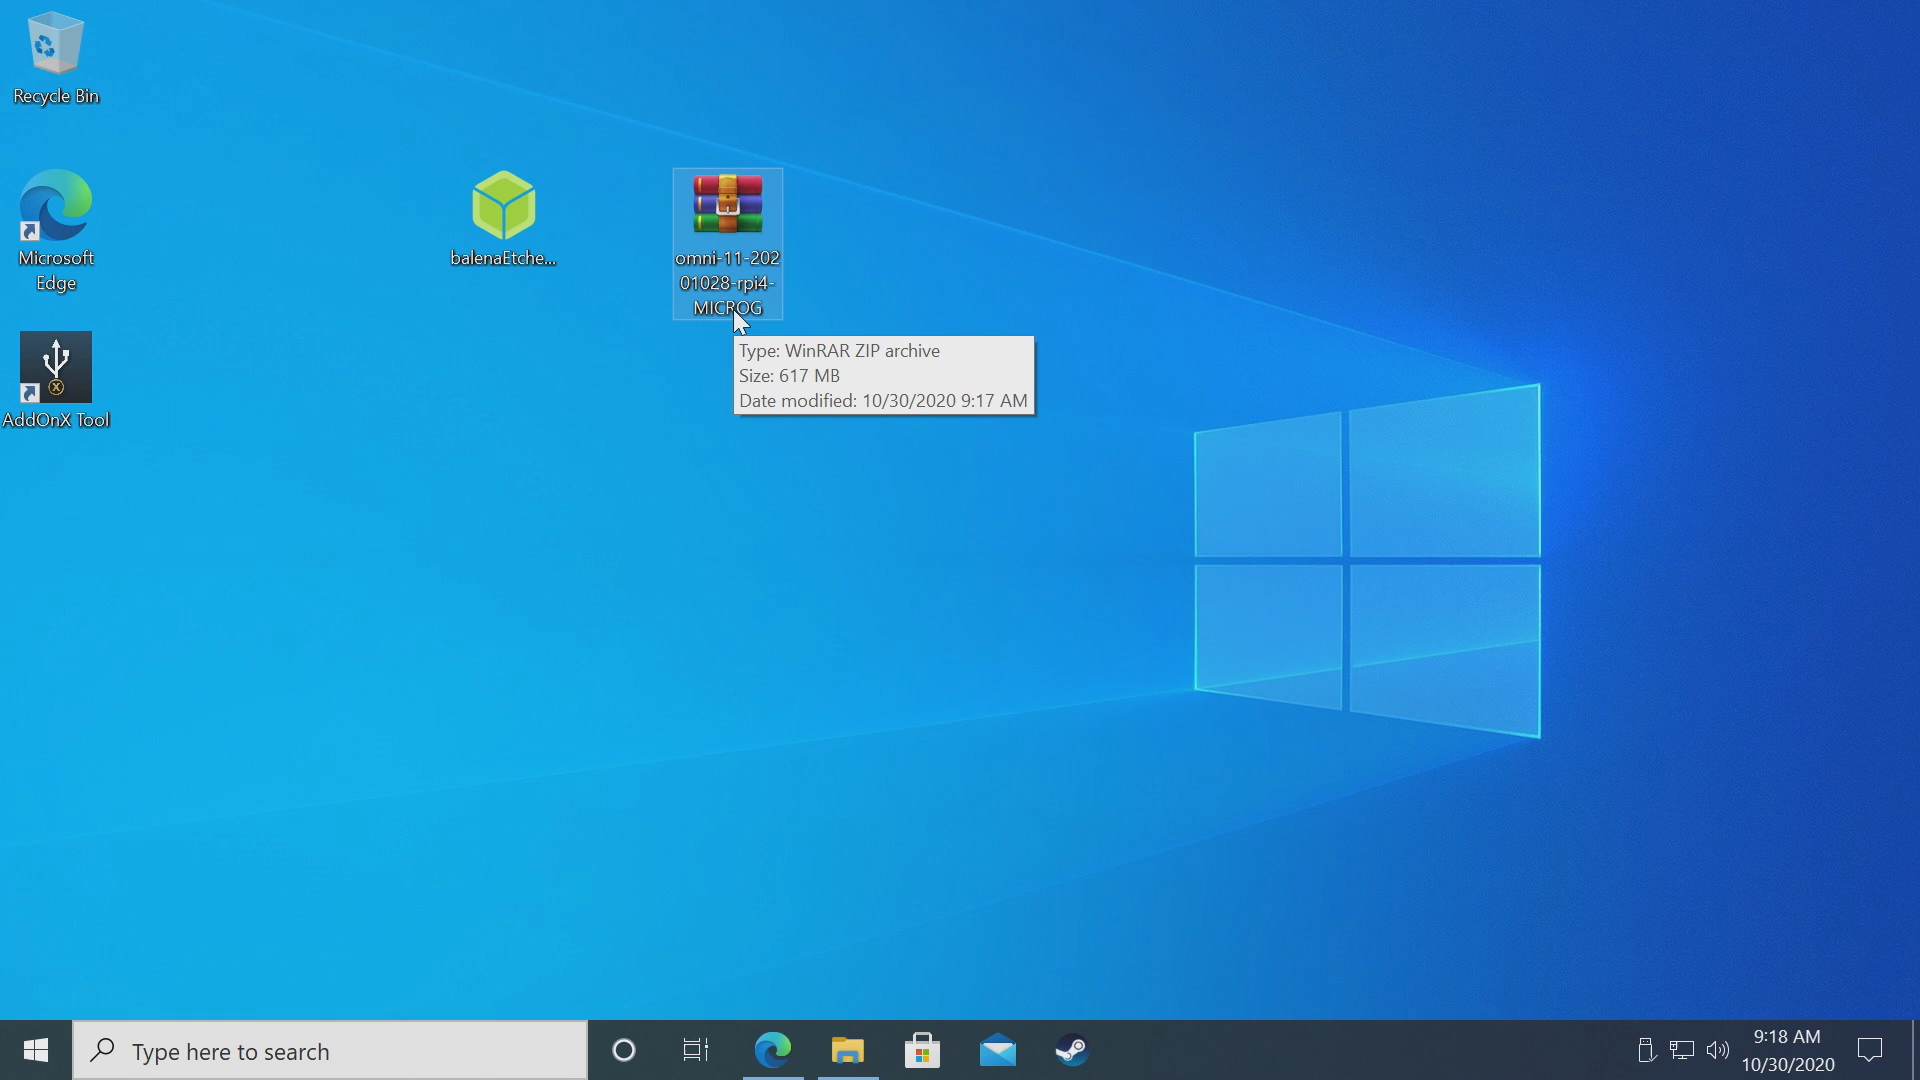 Recycle Bin
Microsoft
Edge
AddOnX Tool
balenaEtche...
omni-11-202
01028-rpi4-
MICROG
Type: WinRAR ZIP archive
Size: 617 MB
Date modified: 10/30/2020 9:17 AM
Type here to search
9:18 AM
10/30/2020